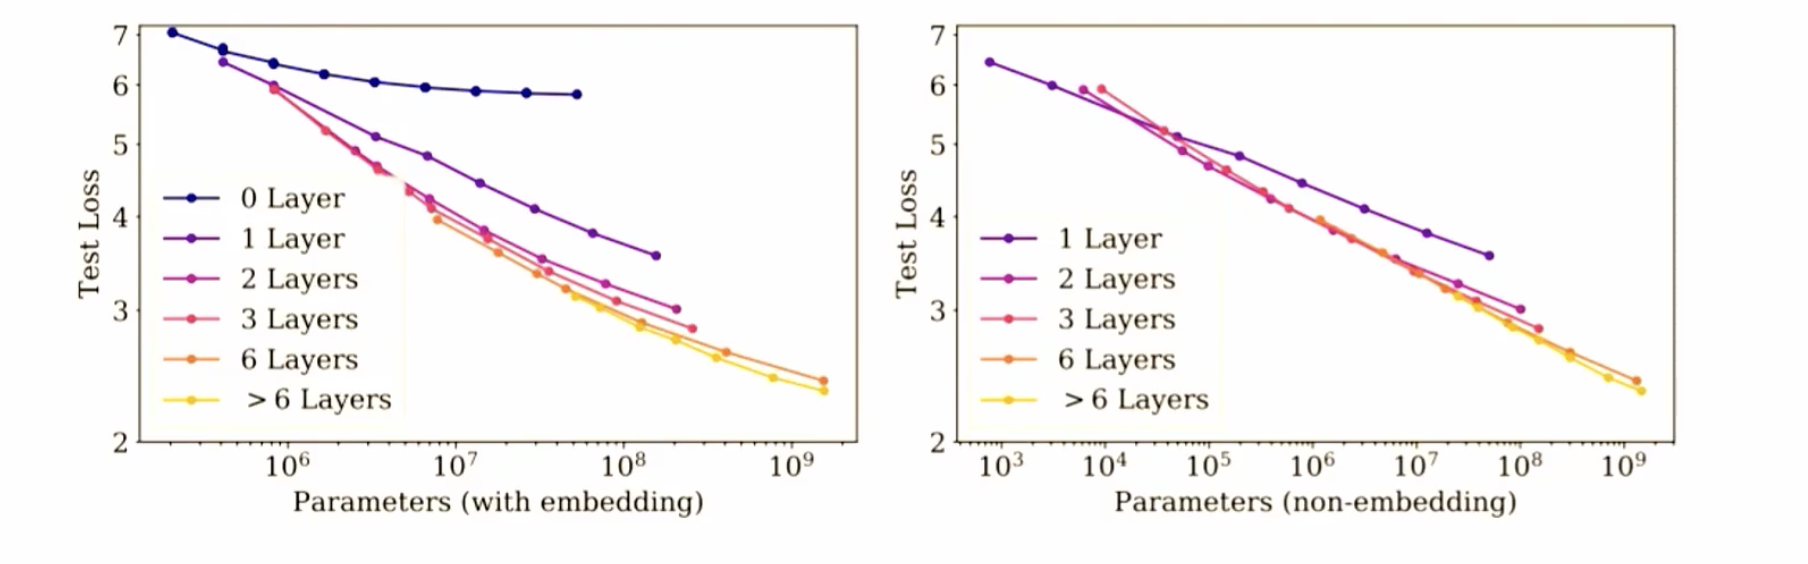 7
6
5
4
3
2
Test Loss
0 Layer
1 Layer
2 Layers
3 Layers
6 Layers
> 6 Layers
10⁶ 10⁷ 10⁸ 10⁹
Parameters (with embedding)
7
6
5
4
3
2
Test Loss
1 Layer
2 Layers
3 Layers
6 Layers
> 6 Layers
10³ 10⁴ 10⁵ 10⁶ 10⁷ 10⁸ 10⁹
Parameters (non-embedding)